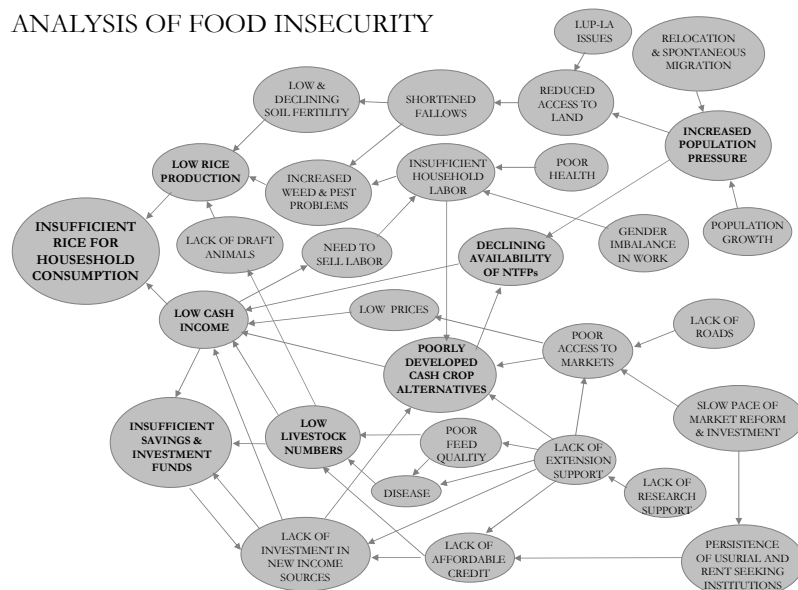 ANALYSIS OF FOOD INSECURITY
LUP-LA
ISSUES
RELOCATION
& SPONTANEOUS
MIGRATION
LOW &
DECLINING
SOIL FERTILITY
SHORTENED
FALLOWS
REDUCED
ACCESS TO
LAND
INCREASED
POPULATION
PRESSURE
LOW RICE
PRODUCTION
INCREASED
WEED & PEST
PROBLEMS
INSUFFICIENT
HOUSEHOLD
LABOR
POOR
HEALTH
INSUFFICIENT
RICE FOR
HOUSESHOLD
CONSUMPTION
LACK OF DRAFT
ANIMALS
NEED TO
SELL LABOR
DECLINING
AVAILABILITY
OF NTFPs
GENDER
IMBALANCE
IN WORK
POPULATION
GROWTH
LOW CASH
INCOME
LOW PRICES
POORLY
DEVELOPED
CASH CROP
ALTERNATIVES
POOR
ACCESS TO
MARKETS
LACK OF
ROADS
INSUFFICIENT
SAVINGS &
INVESTMENT
FUNDS
LOW
LIVESTOCK
NUMBERS
POOR
FEED
QUALITY
LACK OF
EXTENSION
SUPPORT
SLOW PACE OF
MARKET REFORM
& INVESTMENT
DISEASE
LACK OF
RESEARCH
SUPPORT
LACK OF
INVESTMENT IN
NEW INCOME
SOURCES
LACK OF
AFFORDABLE
CREDIT
PERSISTENCE
OF USURIAL AND
RENT SEEKING
INSTITUTIONS